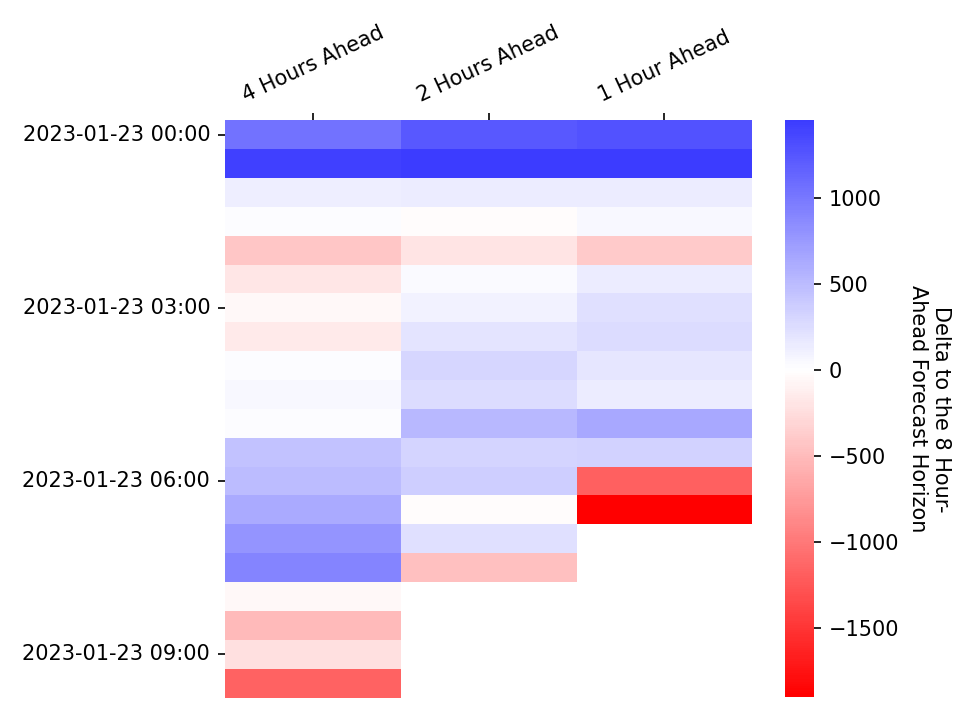 4 Hours Ahead
2 Hours Ahead
1 Hour Ahead
2023-01-23 00:00
2023-01-23 03:00
2023-01-23 06:00
2023-01-23 09:00
1000
500
0
−500
−1000
−1500
Delta to the 8 Hour-
Ahead Forecast Horizon